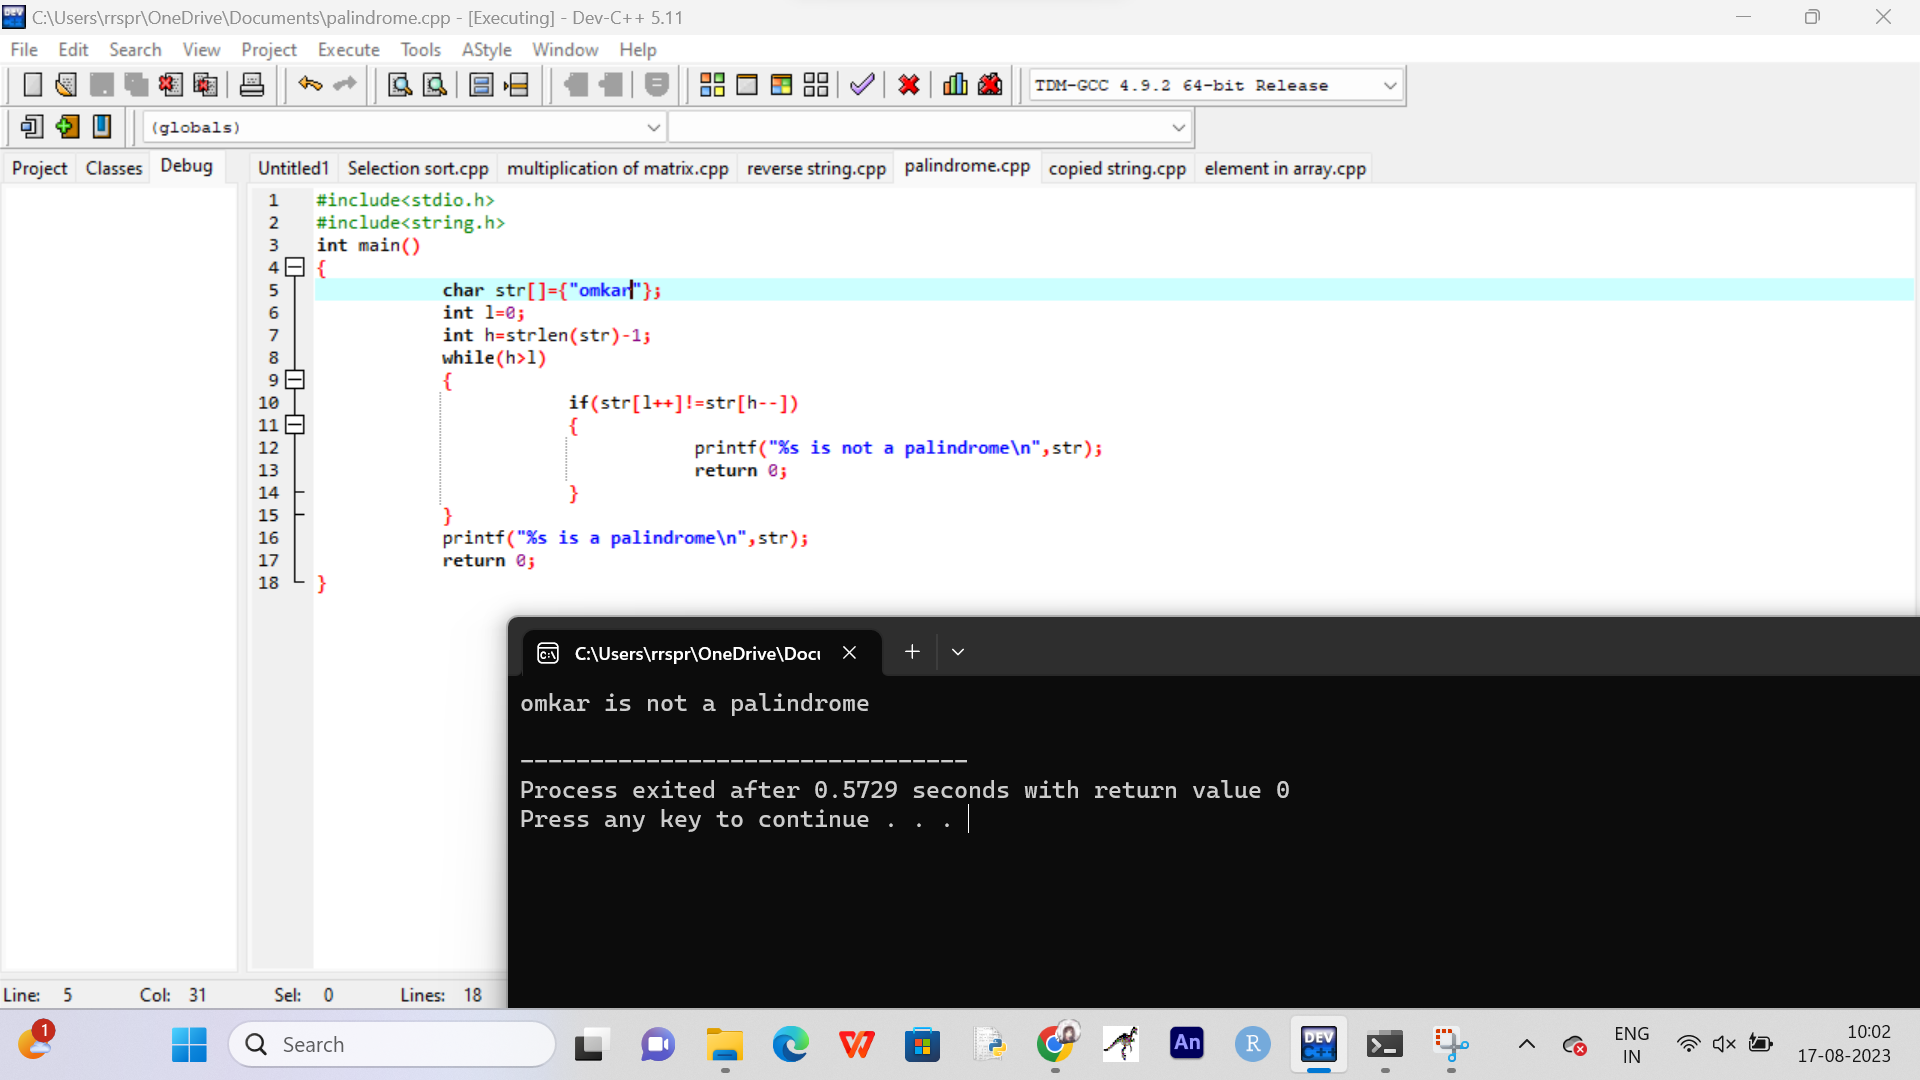 C:\Users\rrspr\OneDrive\Documents\palindrome.cpp - [Executing] - Dev-C++ 5.11
File Edit Search View Project Execute Tools AStyle Window Help
TDM-GCC 4.9.2 64-bit Release
(globals)
Project Classes Debug Untitled1 Selection sort.cpp multiplication of matrix.cpp reverse string.cpp palindrome.cpp copied string.cpp element in array.cpp
1 #include<stdio.h>
2 #include<string.h>
3 int main()
4 {
5 char str[]={"omkar"};
6 int l=0;
7 int h=strlen(str)-1;
8 while(h>l)
9 {
10 if(str[l++]!=str[h--])
11 {
12 printf("%s is not a palindrome\n",str);
13 return 0;
14 }
15 }
16 printf("%s is a palindrome\n",str);
17 return 0;
18 }
C:\Users\rrspr\OneDrive\Docu
omkar is not a palindrome
--------------------------------
Process exited after 0.5729 seconds with return value 0
Press any key to continue . . .
Line: 5 Col: 31 Sel: 0 Lines: 18
1
Search
An
R
DEV C++
ENG
IN
10:02
17-08-2023